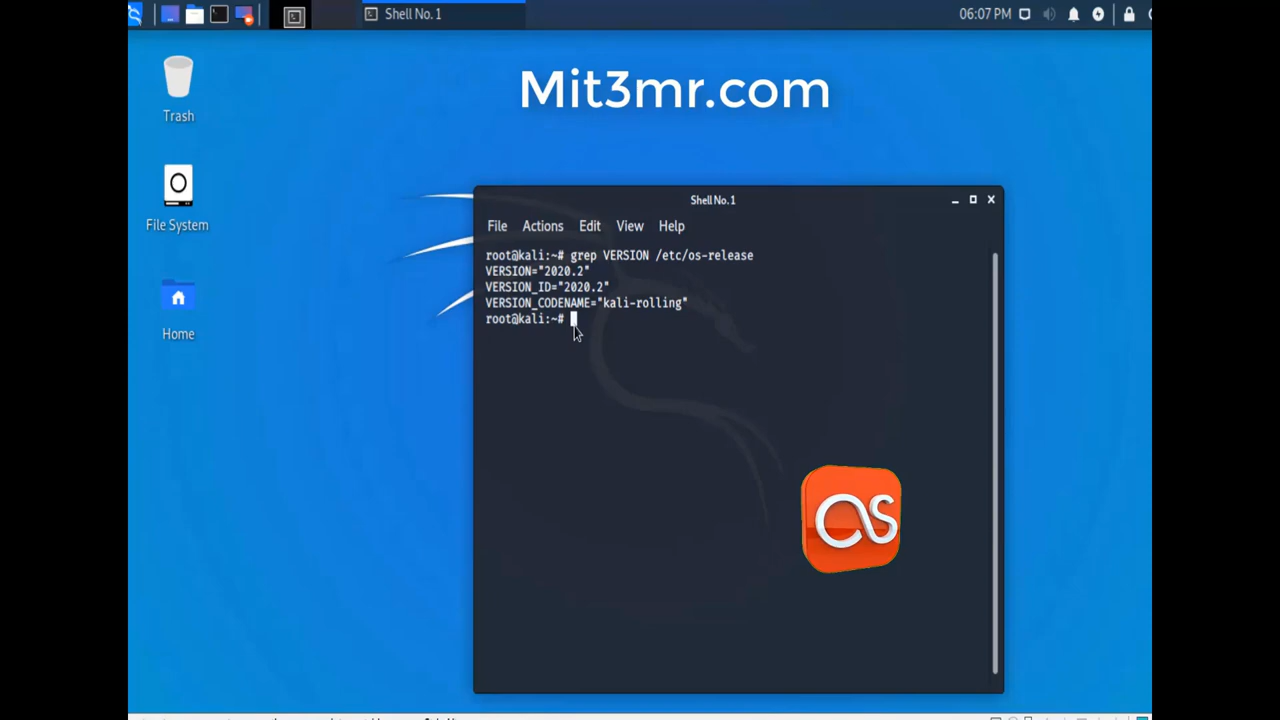 Shell No. 1
06:07 PM
Mit3mr.com
Trash
File System
Home
Shell No. 1
File Actions Edit View Help
root@kali:~# grep VERSION /etc/os-release
VERSION="2020.2"
VERSION_ID="2020.2"
VERSION_CODENAME="kali-rolling"
root@kali:~#
as